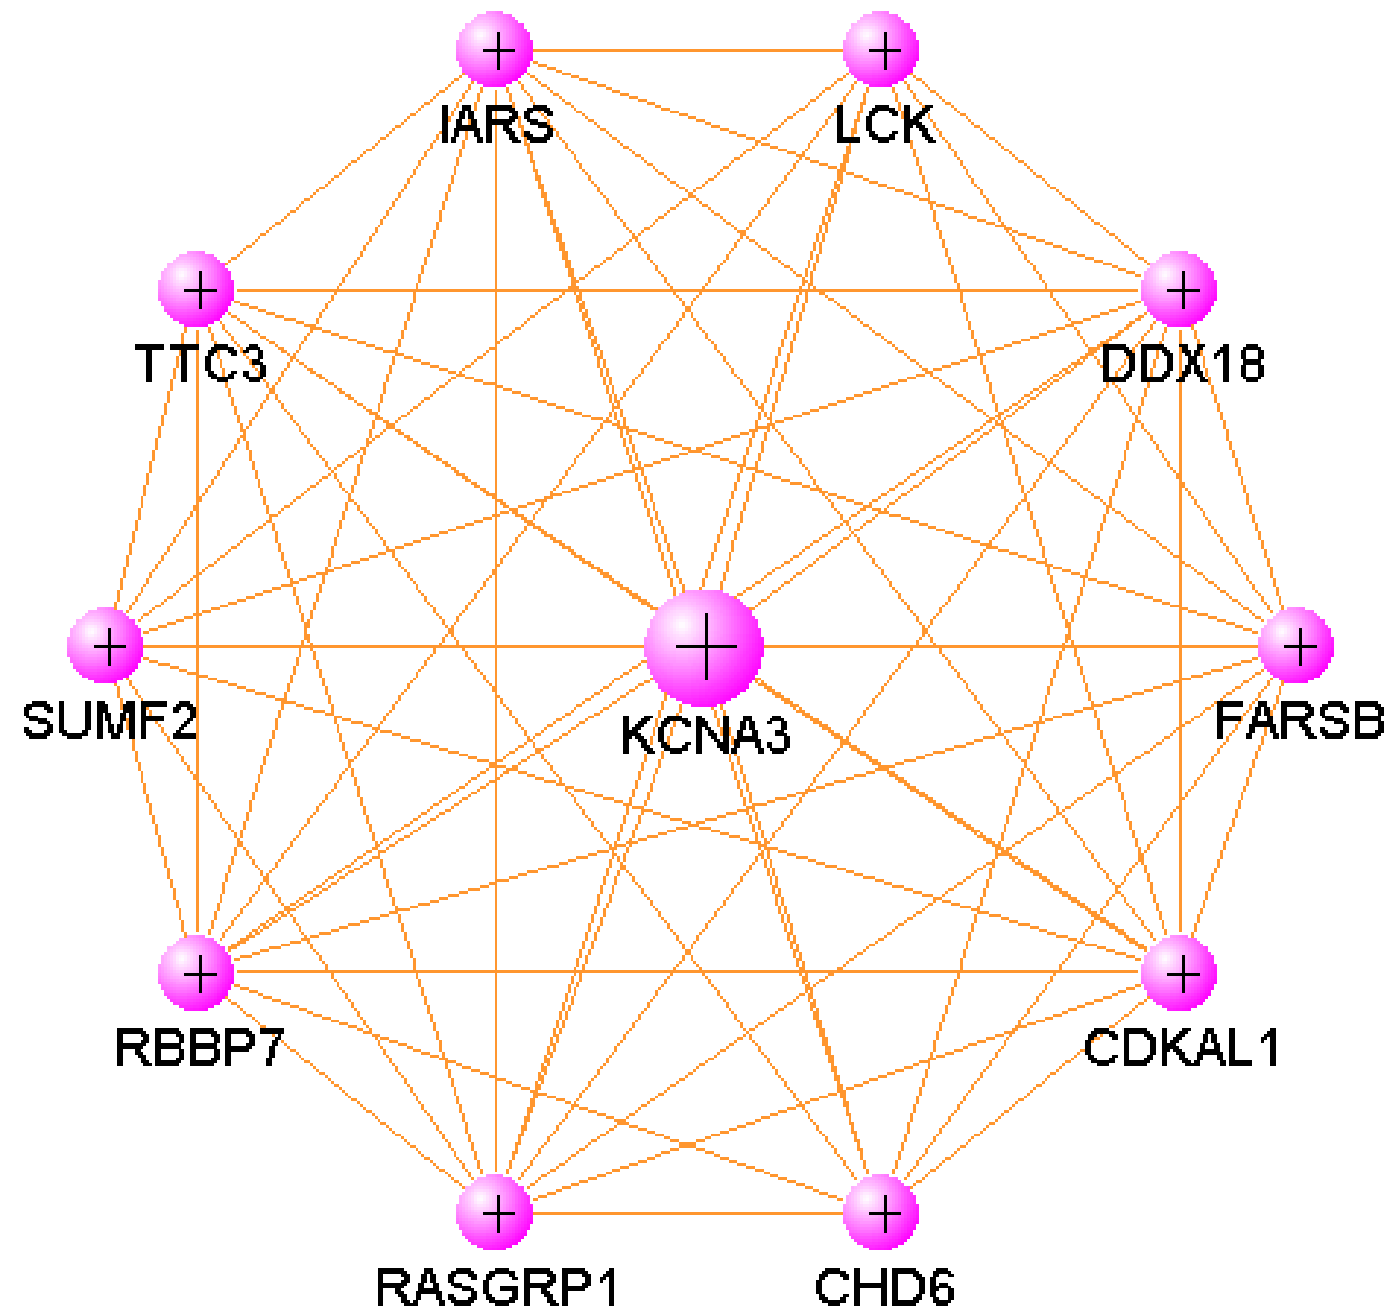 IARS
LCK
TTC3
DDX18
SUMF2
KCNA3
FARSB
RBBP7
CDKAL1
RASGRP1
CHD6